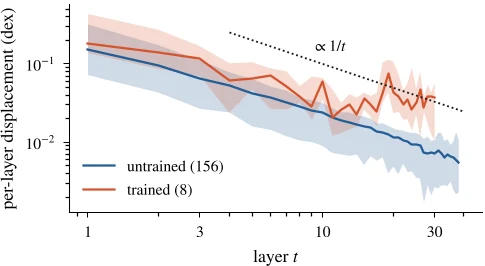 per-layer displacement (dex)
10⁻¹
10⁻²
∝ 1/t
untrained (156)
trained (8)
1
3
10
30
layer t